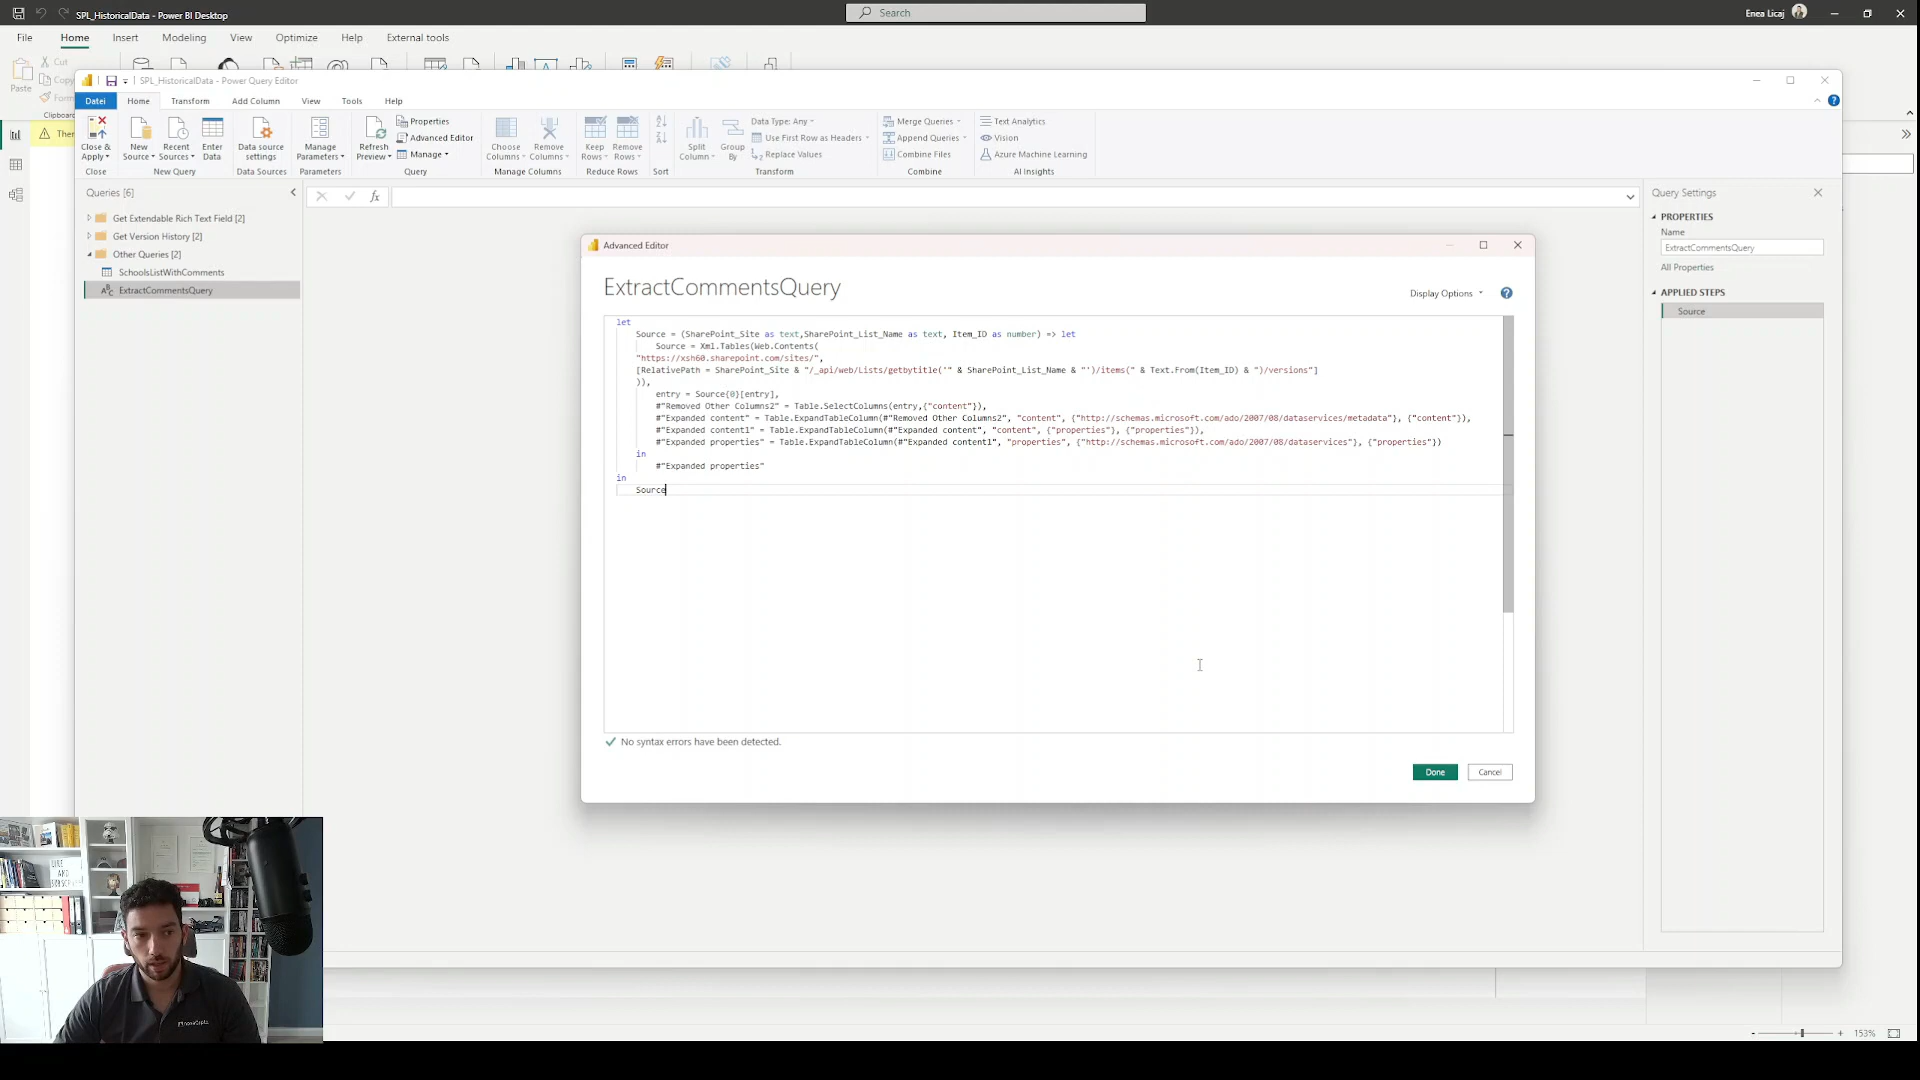 SPL_HistoricalData - Power BI Desktop
Search
Enea Licaj
File Home Insert Modeling View Optimize Help External tools
Paste
Cut
Copy
Form
Clipboard
Ther
SPL_HistoricalData - Power Query Editor
Datei Home Transform Add Column View Tools Help
Close & Apply
Close
New Source
Recent Sources
Enter Data
New Query
Data source settings
Data Sources
Manage Parameters
Parameters
Refresh Preview
Properties
Advanced Editor
Manage
Query
Choose Columns
Remove Columns
Manage Columns
Keep Rows
Remove Rows
Reduce Rows
Sort
Split Column
Group By
Data Type: Any
Use First Row as Headers
Replace Values
Transform
Merge Queries
Append Queries
Combine Files
Combine
Text Analytics
Vision
Azure Machine Learning
AI Insights
Queries [6]
Get Extendable Rich Text Field [2]
Get Version History [2]
Other Queries [2]
SchoolsListWithComments
ExtractCommentsQuery
fx
Advanced Editor
ExtractCommentsQuery
Display Options
let
Source = (SharePoint_Site as text,SharePoint_List_Name as text, Item_ID as number) => let
Source = Xml.Tables(Web.Contents(
"https://xsh60.sharepoint.com/sites/",
[RelativePath = SharePoint_Site & "/_api/web/Lists/getbytitle('" & SharePoint_List_Name & "')/items(" & Text.From(Item_ID) & ")/versions"]
)),
entry = Source{0}[entry],
#"Removed Other Columns2" = Table.SelectColumns(entry,{"content"}),
#"Expanded content" = Table.ExpandTableColumn(#"Removed Other Columns2", "content", {"http://schemas.microsoft.com/ado/2007/08/dataservices/metadata"}, {"content"}),
#"Expanded content1" = Table.ExpandTableColumn(#"Expanded content", "content", {"properties"}, {"properties"}),
#"Expanded properties" = Table.ExpandTableColumn(#"Expanded content1", "properties", {"http://schemas.microsoft.com/ado/2007/08/dataservices"}, {"properties"})
in
#"Expanded properties"
in
Source
No syntax errors have been detected.
Done
Cancel
Query Settings
PROPERTIES
Name
ExtractCommentsQuery
All Properties
APPLIED STEPS
Source
LIKE
AND
153%